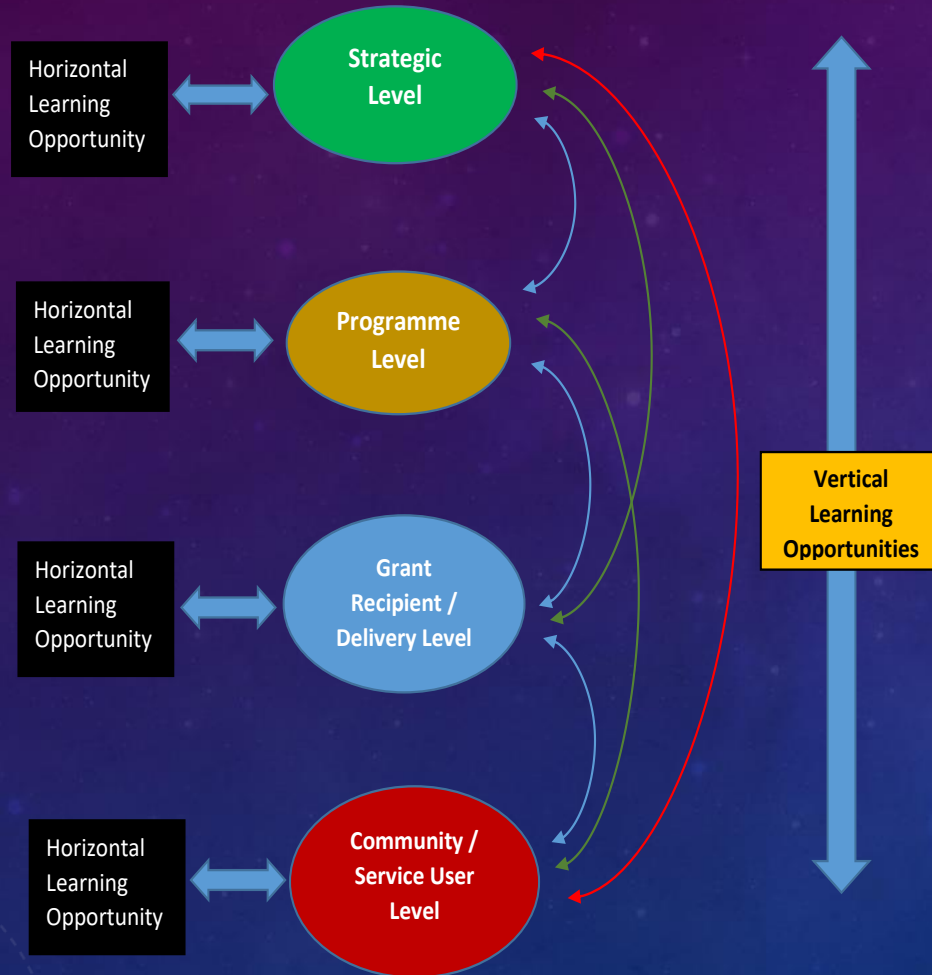 Horizontal
Learning
Opportunity
Strategic
Level
Horizontal
Learning
Opportunity
Programme
Level
Vertical
Learning
Opportunities
Horizontal
Learning
Opportunity
Grant
Recipient /
Delivery Level
Horizontal
Learning
Opportunity
Community /
Service User
Level